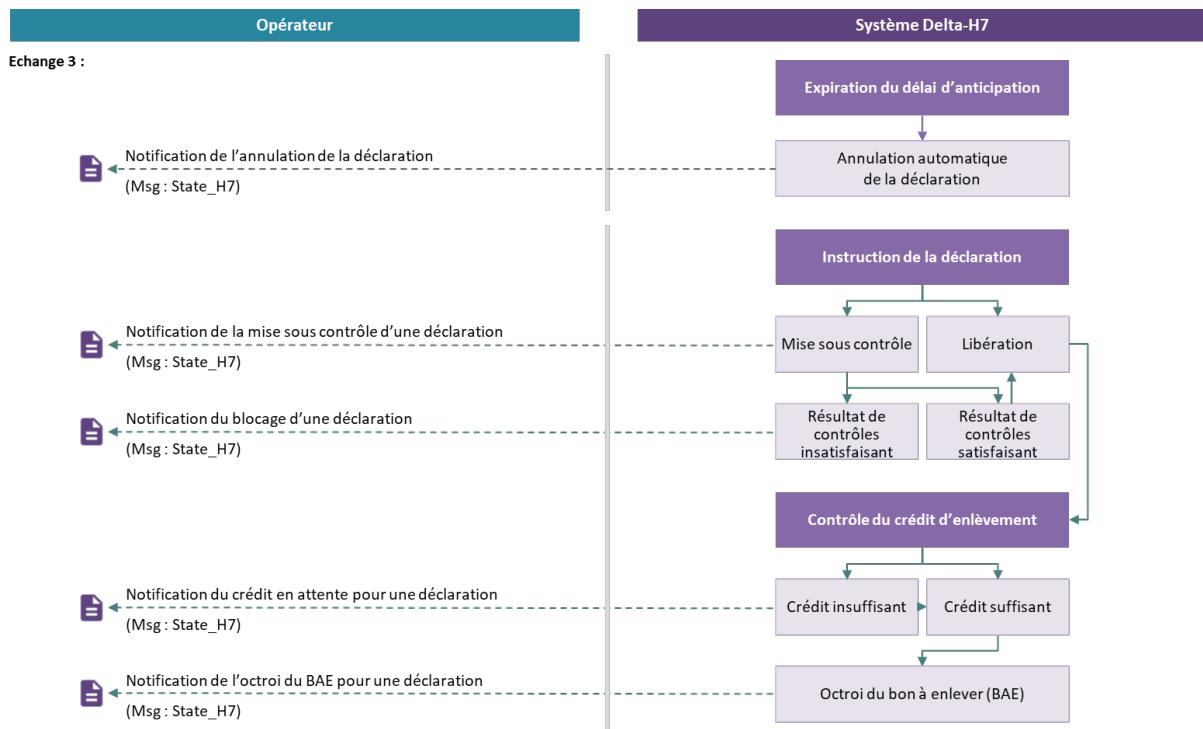 Opérateur
Système Delta-H7
Echange 3 :
Expiration du délai d'anticipation
Notification de l'annulation de la déclaration
(Msg : State_H7)
Annulation automatique
de la déclaration
Instruction de la déclaration
Notification de la mise sous contrôle d'une déclaration
(Msg : State_H7)
Mise sous contrôle
Libération
Notification du blocage d'une déclaration
(Msg : State_H7)
Résultat de
contrôles
insatisfaisant
Résultat de
contrôles
satisfaisant
Contrôle du crédit d'enlèvement
Notification du crédit en attente pour une déclaration
(Msg : State_H7)
Crédit insuffisant
Crédit suffisant
Notification de l'octroi du BAE pour une déclaration
(Msg : State_H7)
Octroi du bon à enlever (BAE)